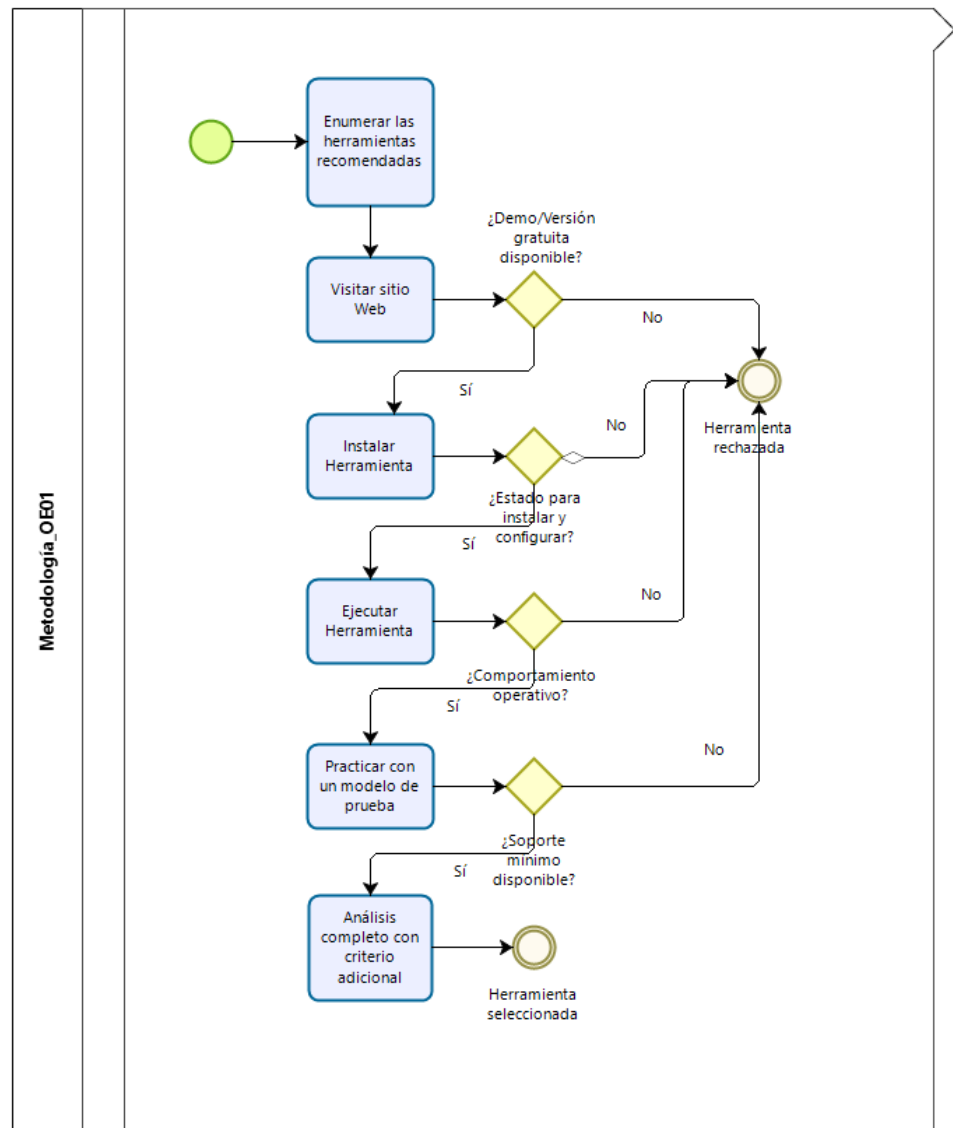 Metodología_OE01
Enumerar las
herramientas
recomendadas
¿Demo/Versión
gratuita
disponible?
Visitar sitio
Web
No
Sí
Herramienta
rechazada
Instalar
Herramienta
No
¿Estado para
instalar y
configurar?
Sí
Ejecutar
Herramienta
No
¿Comportamiento
operativo?
Sí
Practicar con
un modelo de
prueba
No
¿Soporte
mínimo
disponible?
Sí
Análisis
completo con
criterio
adicional
Herramienta
seleccionada